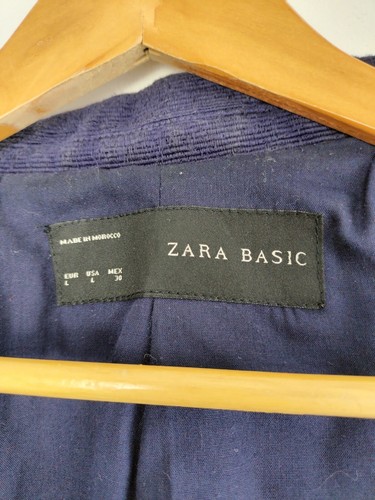 MADE IN MOROCCO
ZARA BASIC
EUR USA MEX
L L 30